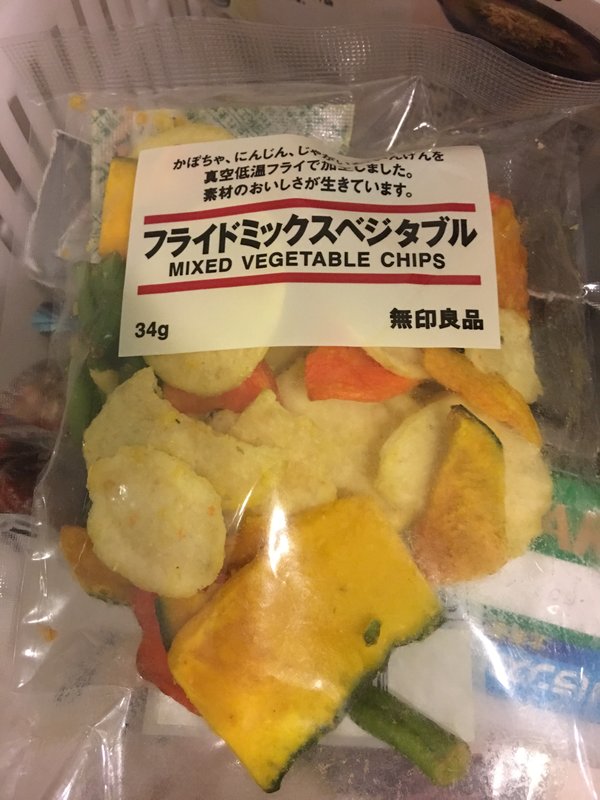 かぼちゃ、にんじん、じゃがいも、いんげんを
真空低温フライで加工しました。
素材のおいしさが生きています。
フライドミックスベジタブル
MIXED VEGETABLE CHIPS
34g
無印良品